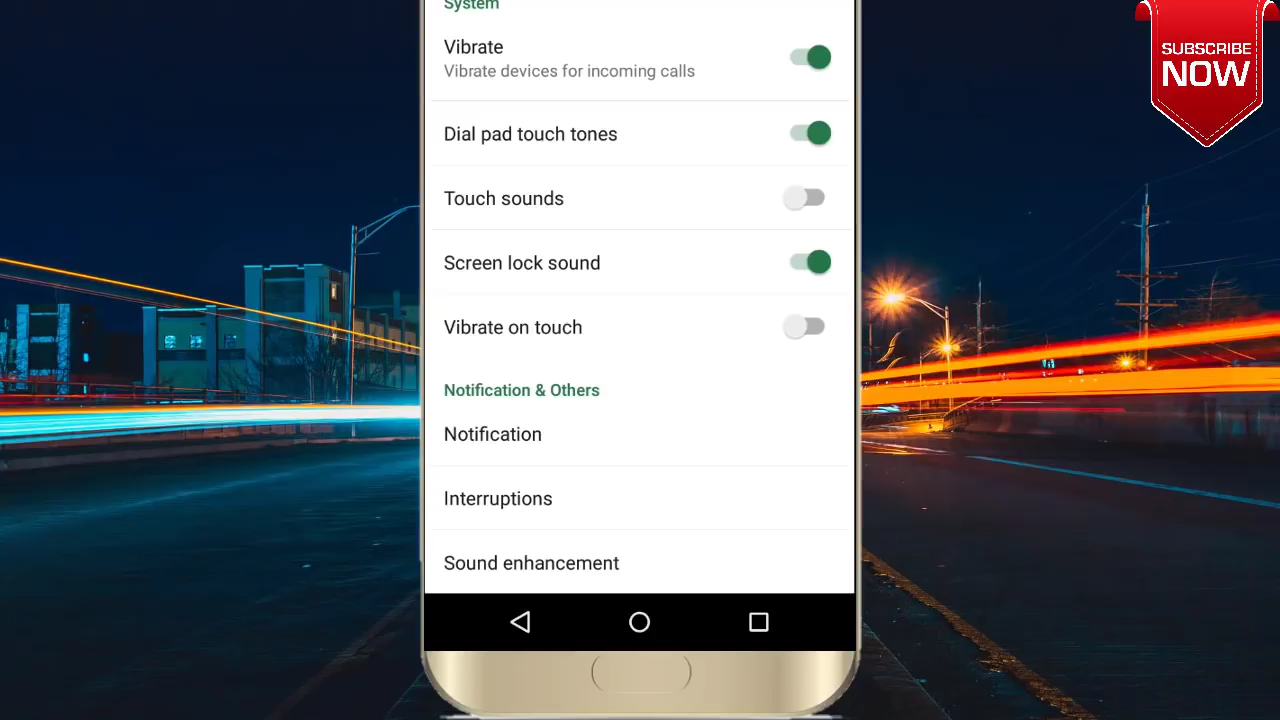 System
SUBSCRIBE
NOW
Vibrate
Vibrate devices for incoming calls
Dial pad touch tones
Touch sounds
Screen lock sound
Vibrate on touch
Notification & Others
Notification
Interruptions
Sound enhancement